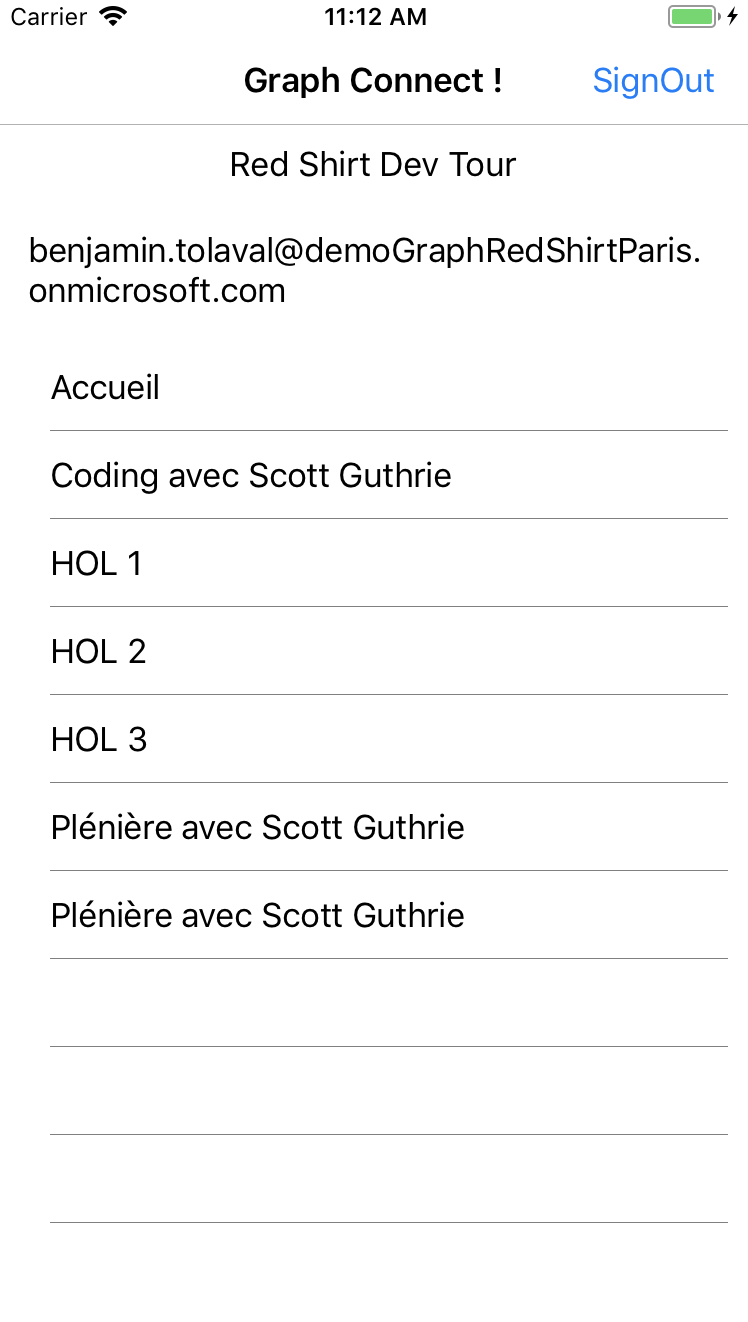 Carrier 11:12 AM
Graph Connect ! SignOut
Red Shirt Dev Tour
benjamin.tolaval@demoGraphRedShirtParis.
onmicrosoft.com
Accueil
Coding avec Scott Guthrie
HOL 1
HOL 2
HOL 3
Plénière avec Scott Guthrie
Plénière avec Scott Guthrie